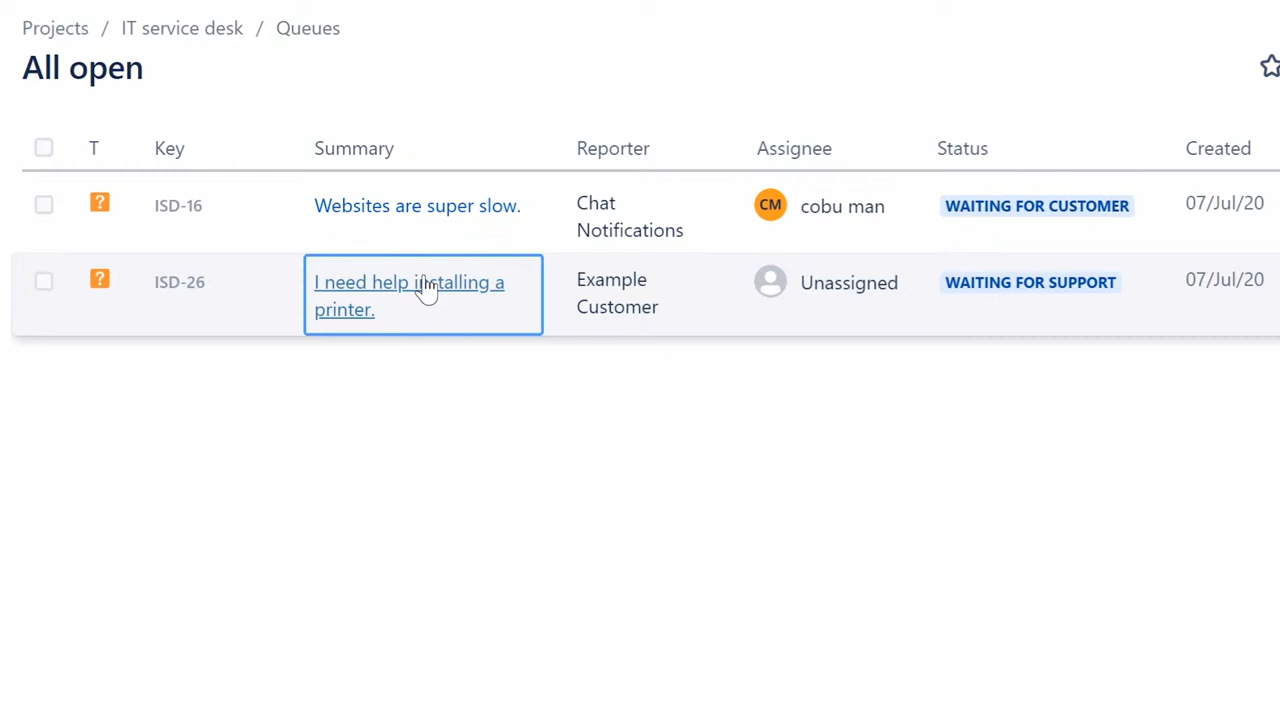 Projects / IT service desk / Queues
All open
T Key Summary Reporter Assignee Status Created
? ISD-16 Websites are super slow. Chat Notifications CM cobu man WAITING FOR CUSTOMER 07/Jul/20
? ISD-26 I need help installing a printer. Example Customer Unassigned WAITING FOR SUPPORT 07/Jul/20